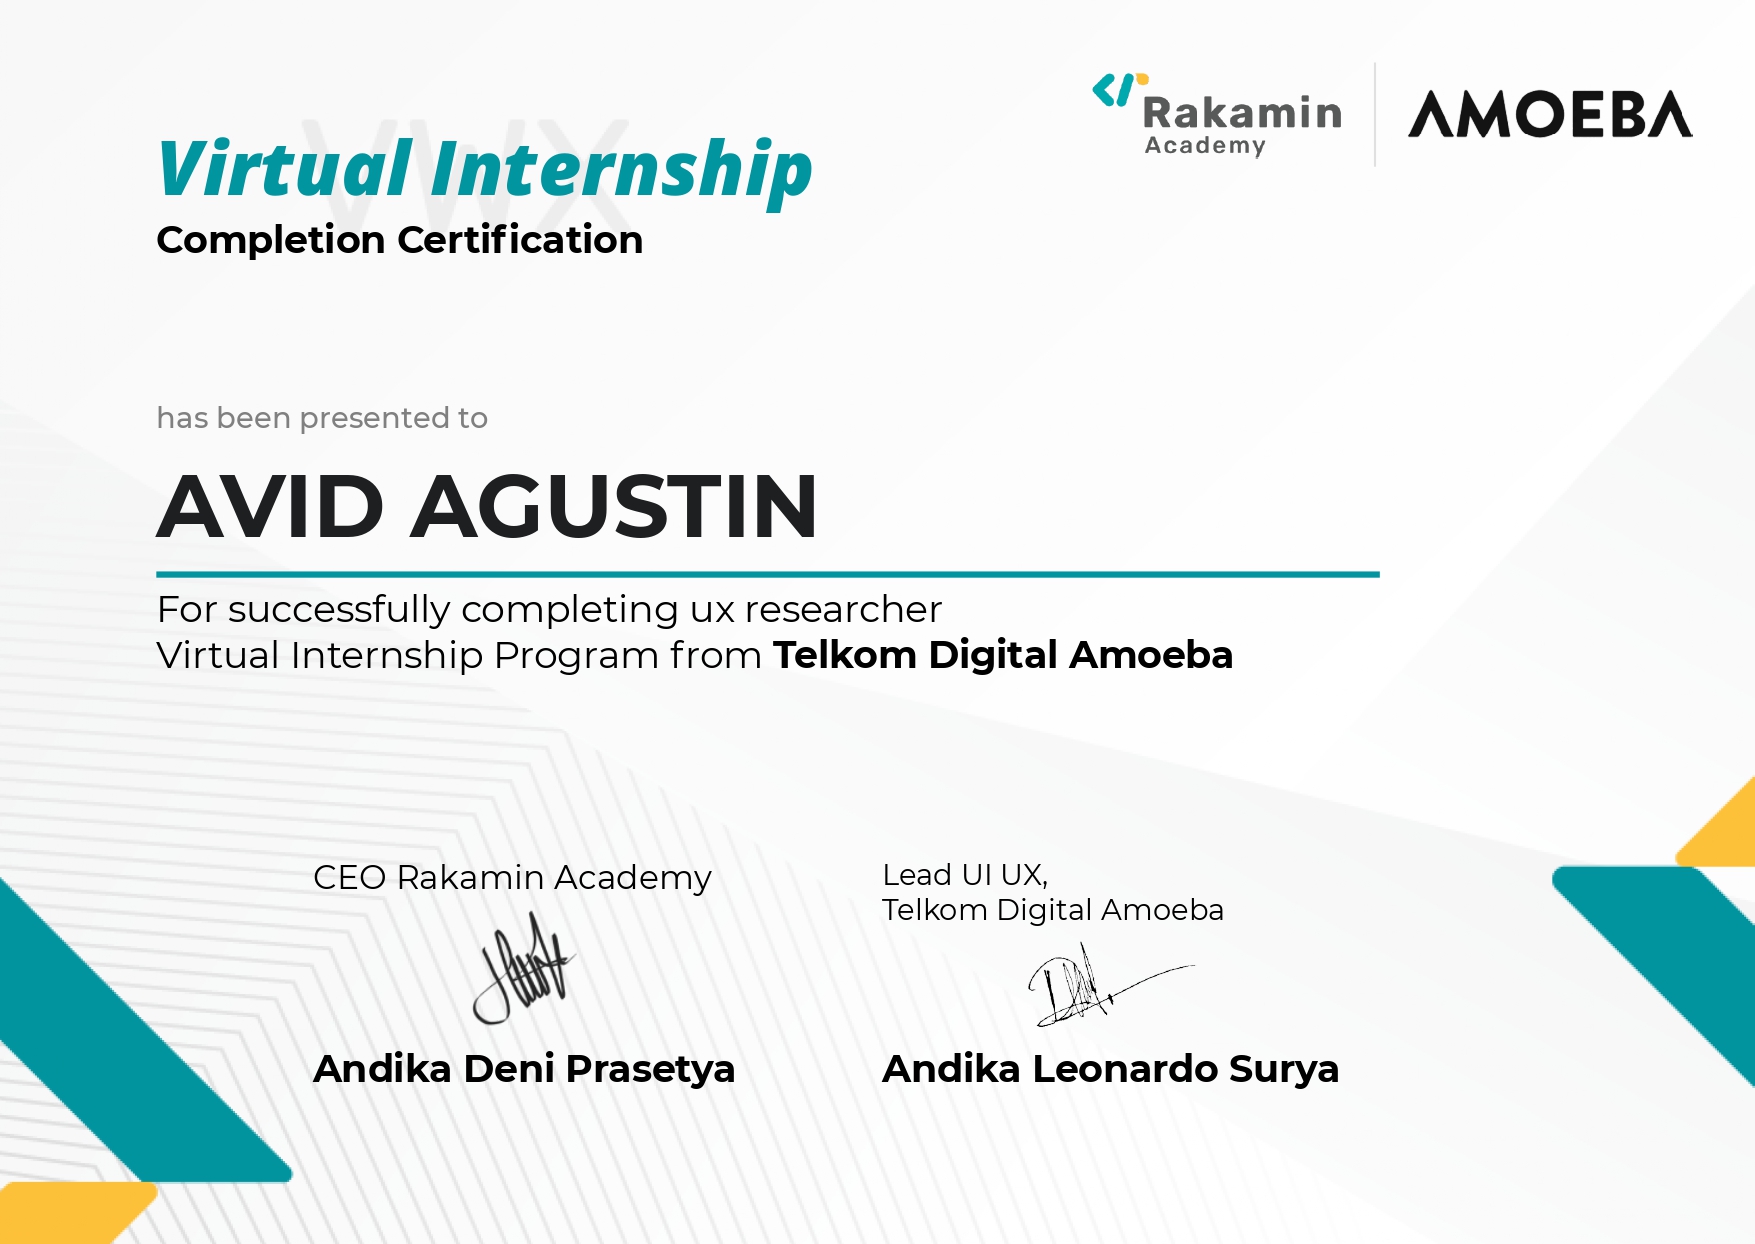 Rakamin
Academy
AMOEBA
VWX
Virtual Internship
Completion Certification
has been presented to
AVID AGUSTIN
For successfully completing ux researcher
Virtual Internship Program from Telkom Digital Amoeba
CEO Rakamin Academy
Andika Deni Prasetya
Lead UI UX,
Telkom Digital Amoeba
Andika Leonardo Surya